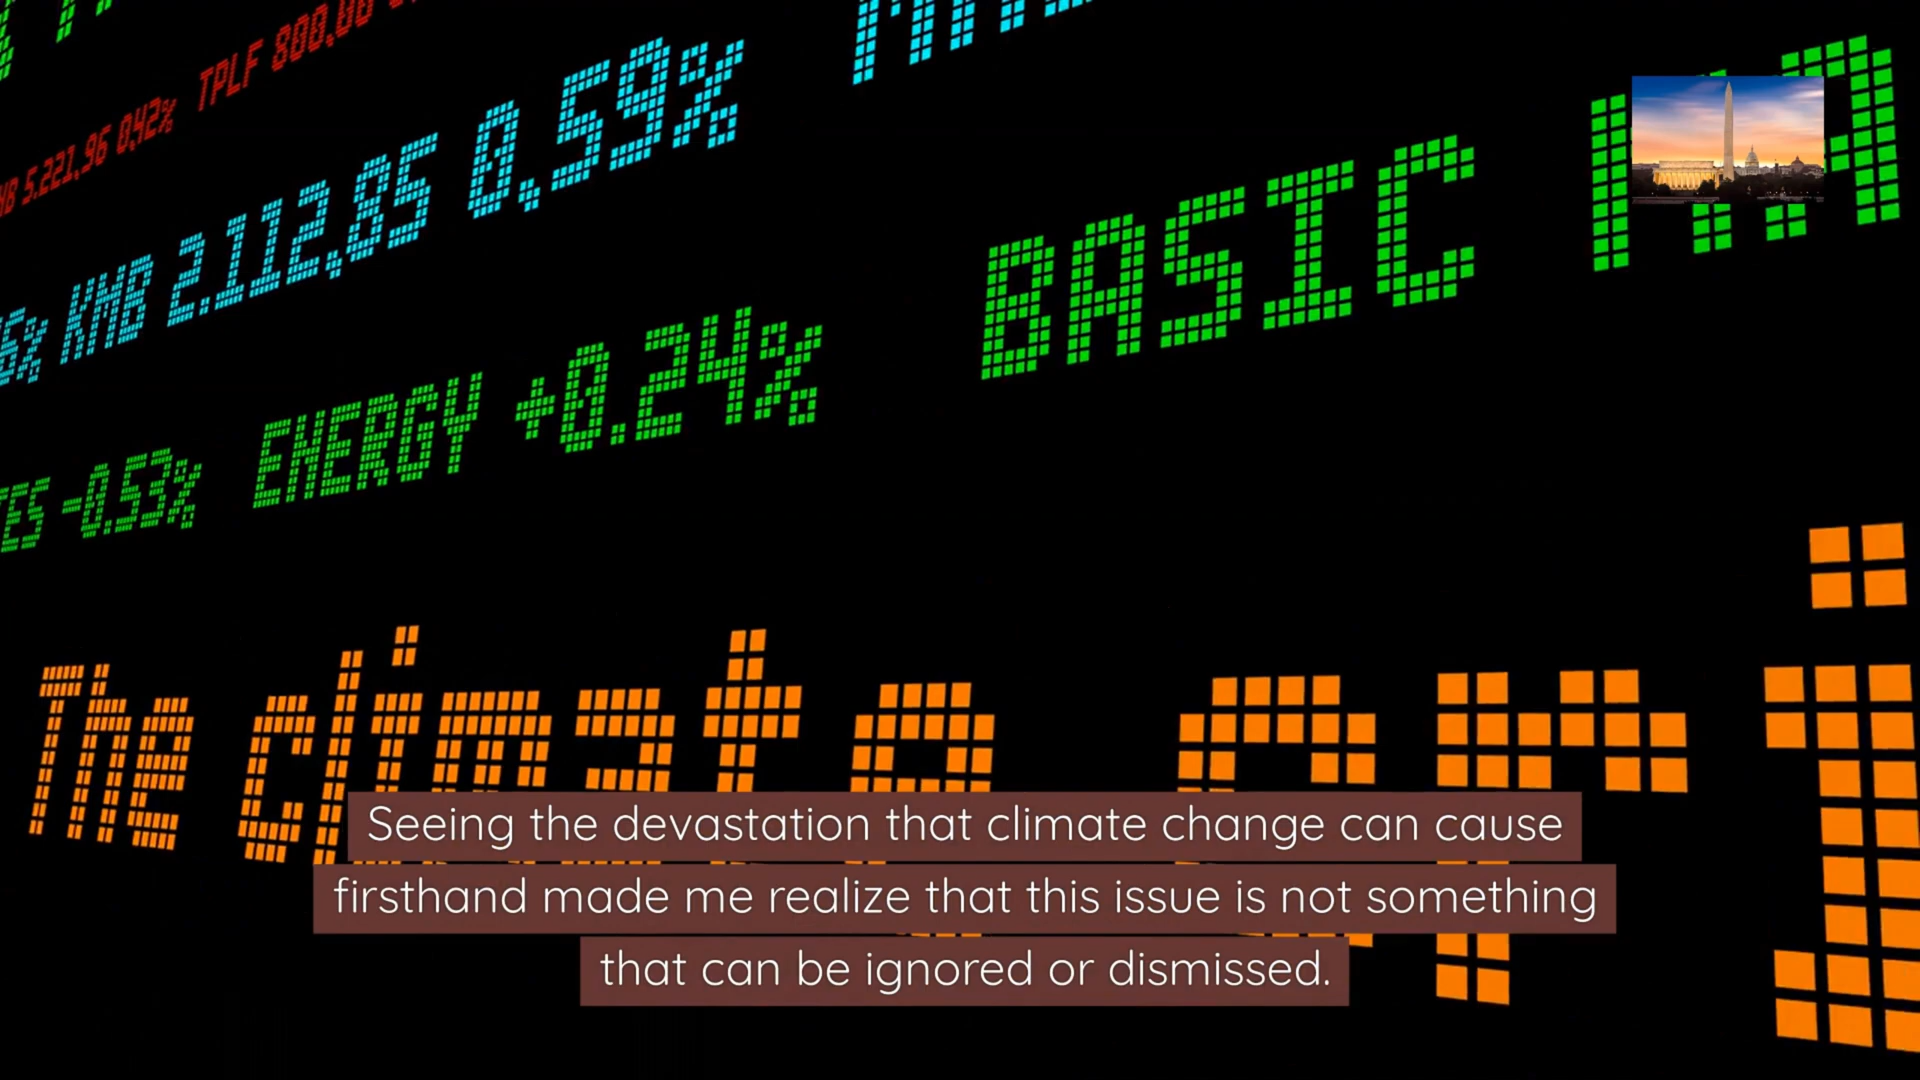 TPLF 800,00
5.221,96 0,42%
KMB 2.112,85 0,59%
BASIC
-0.53% ENERGY +0.24%
The climate cri
Seeing the devastation that climate change can cause
firsthand made me realize that this issue is not something
that can be ignored or dismissed.